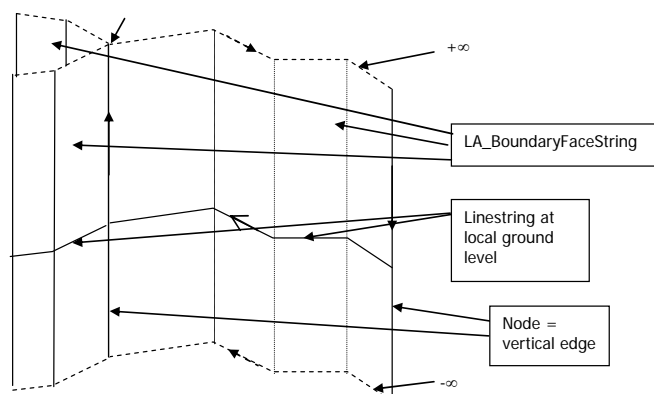 +∞
LA_BoundaryFaceString
Linestring at
local ground
level
Node =
vertical edge
-∞